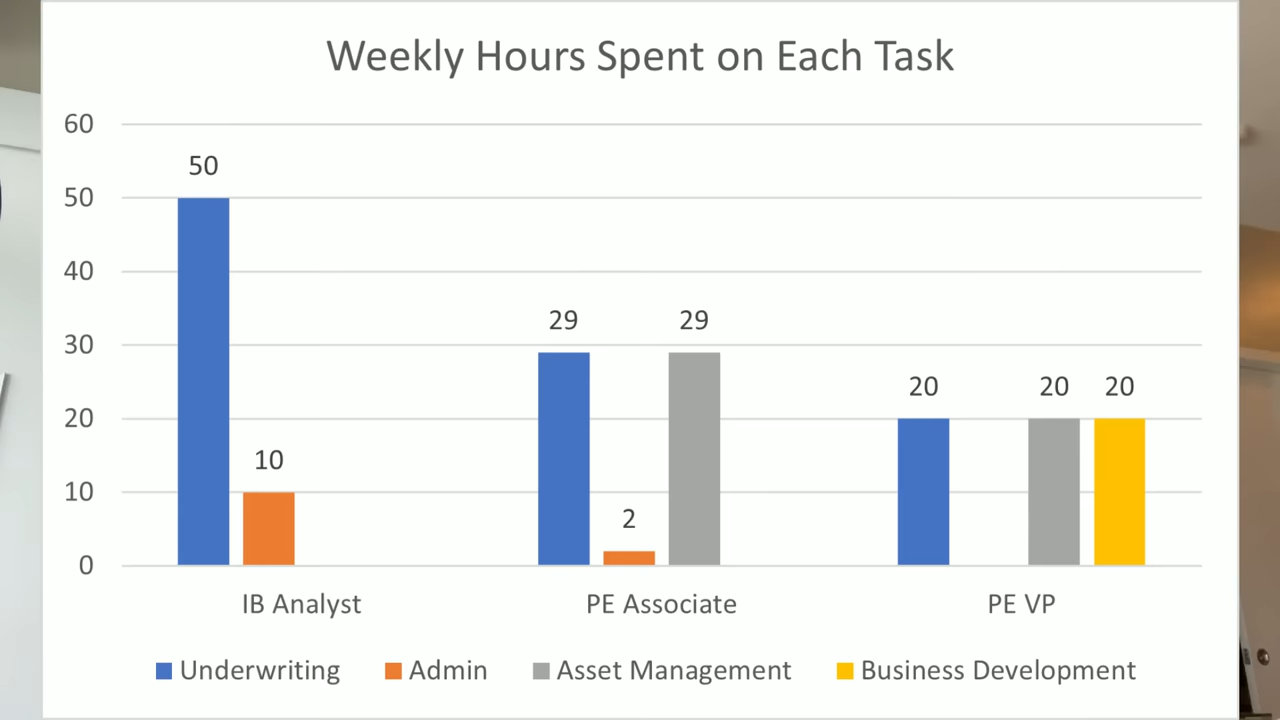 Weekly Hours Spent on Each Task
60
50
40
30
20
10
0
50
10
29
2
29
20
20
20
IB Analyst
PE Associate
PE VP
Underwriting
Admin
Asset Management
Business Development